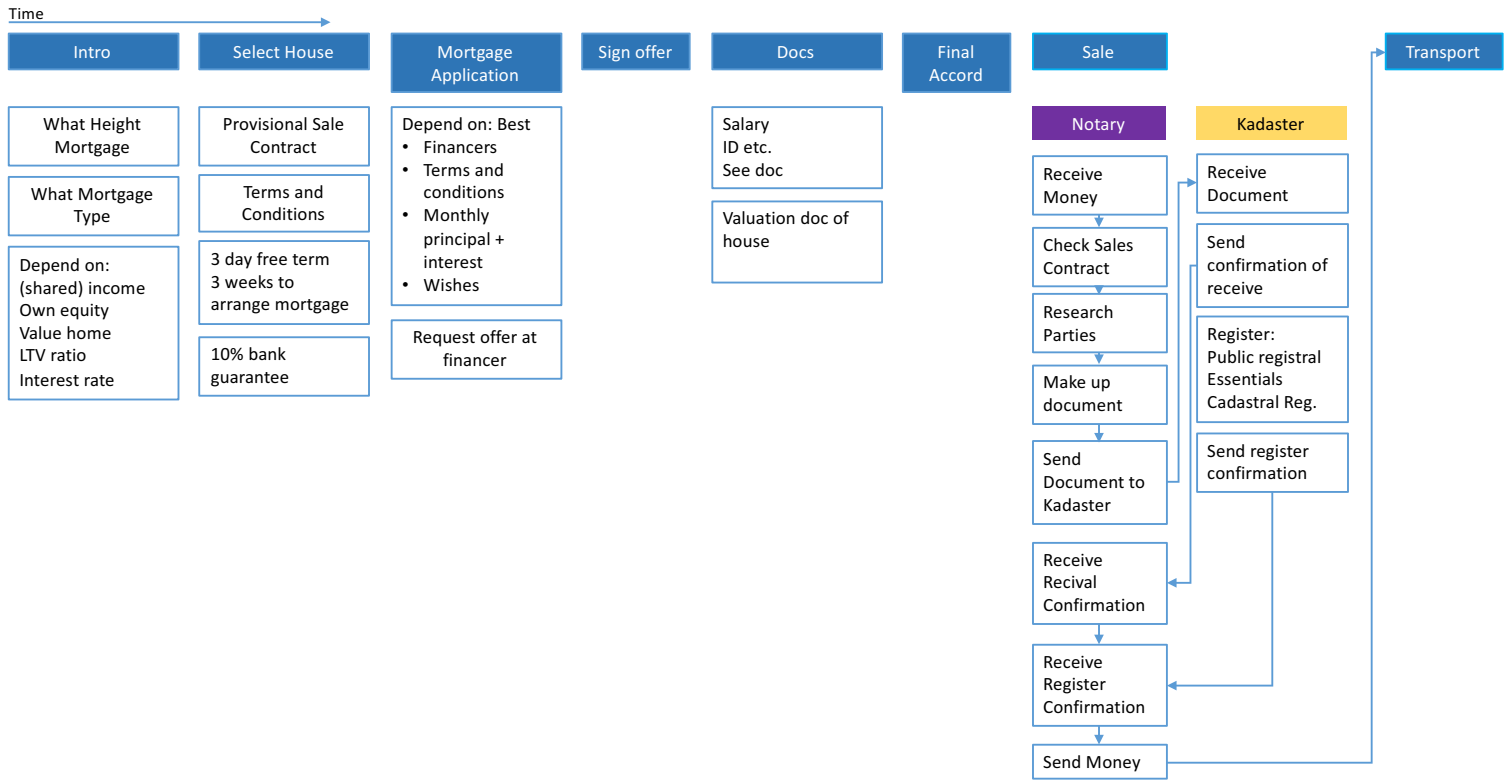 Time
Intro
Select House
Mortgage
Application
Sign offer
Docs
Final
Accord
Sale
Transport
What Height
Mortgage
What Mortgage
Type
Depend on:
(shared) income
Own equity
Value home
LTV ratio
Interest rate
Provisional Sale
Contract
Terms and
Conditions
3 day free term
3 weeks to
arrange mortgage
10% bank
guarantee
Depend on: Best
• Financers
• Terms and
conditions
• Monthly
principal +
interest
• Wishes
Request offer at
financer
Salary
ID etc.
See doc
Valuation doc of
house
Notary
Receive
Money
Check Sales
Contract
Research
Parties
Make up
document
Send
Document to
Kadaster
Receive
Recival
Confirmation
Receive
Register
Confirmation
Send Money
Kadaster
Receive
Document
Send
confirmation of
receive
Register:
Public registral
Essentials
Cadastral Reg.
Send register
confirmation